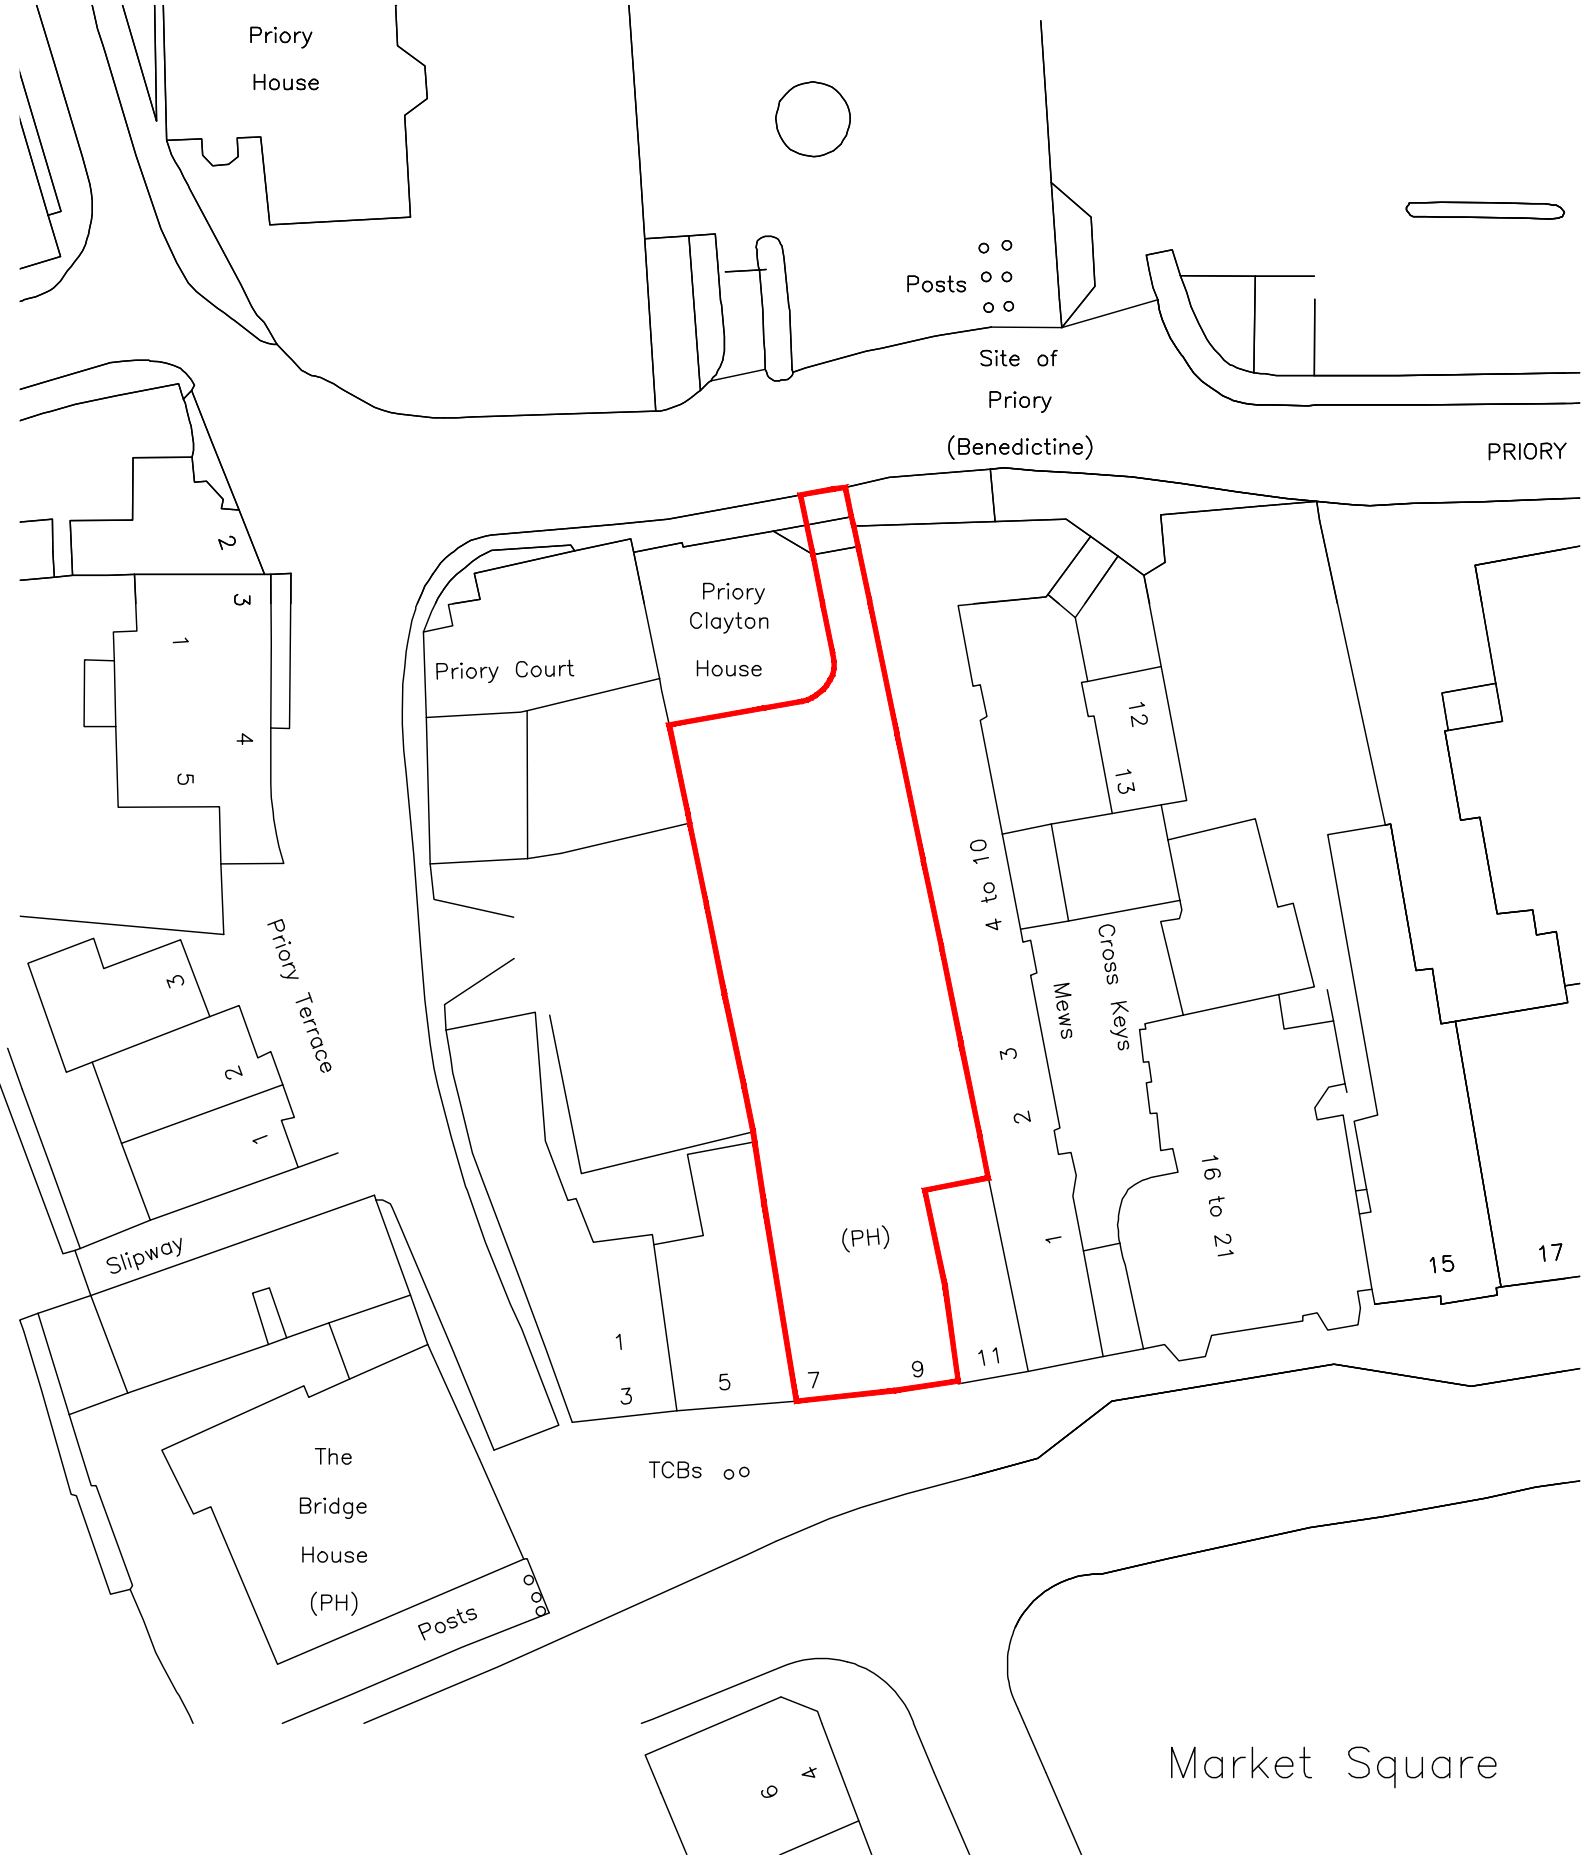 Priory
House
Posts
Site of
Priory
(Benedictine)
PRIORY
2
3
1
4
5
Priory
Clayton
House
Priory Court
12
13
4 to 10
Cross Keys
Mews
3
2
1
16 to 21
15
17
Priory Terrace
3
2
1
Slipway
(PH)
1
3
5
7
9
11
TCBs
The
Bridge
House
(PH)
Posts
4
6
Market Square